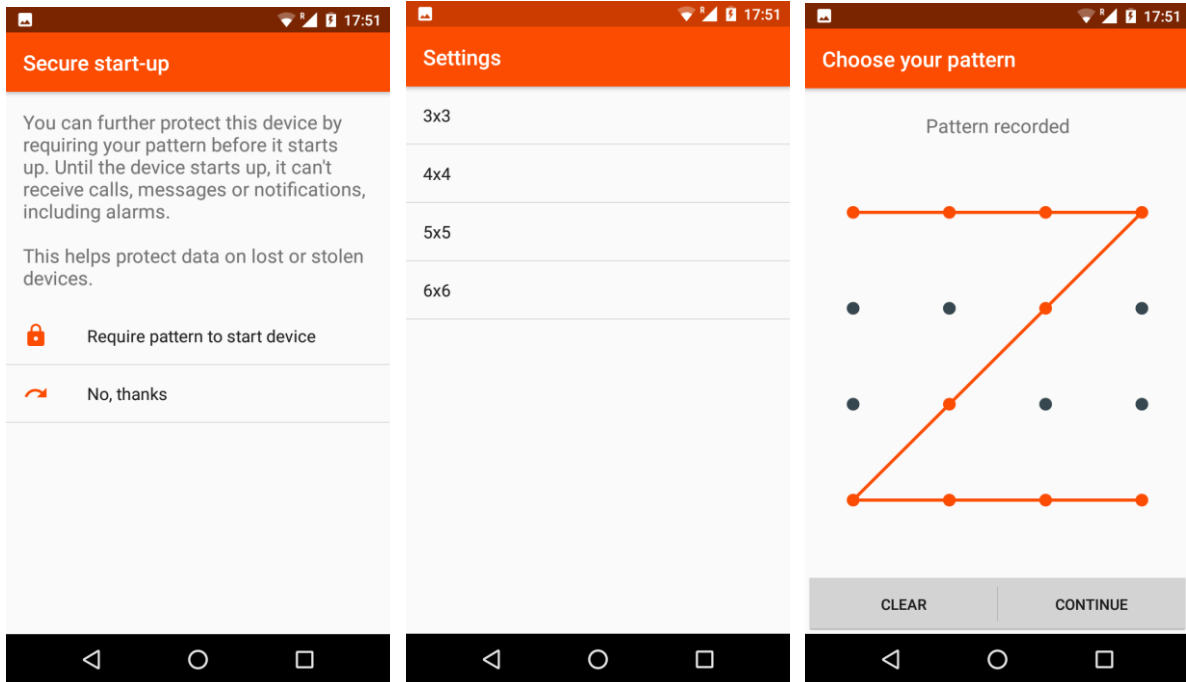 R 17:51
Secure start-up
You can further protect this device by
requiring your pattern before it starts
up. Until the device starts up, it can't
receive calls, messages or notifications,
including alarms.
This helps protect data on lost or stolen
devices.
Require pattern to start device
No, thanks
R 17:51
Settings
3x3
4x4
5x5
6x6
R 17:51
Choose your pattern
Pattern recorded
CLEAR CONTINUE